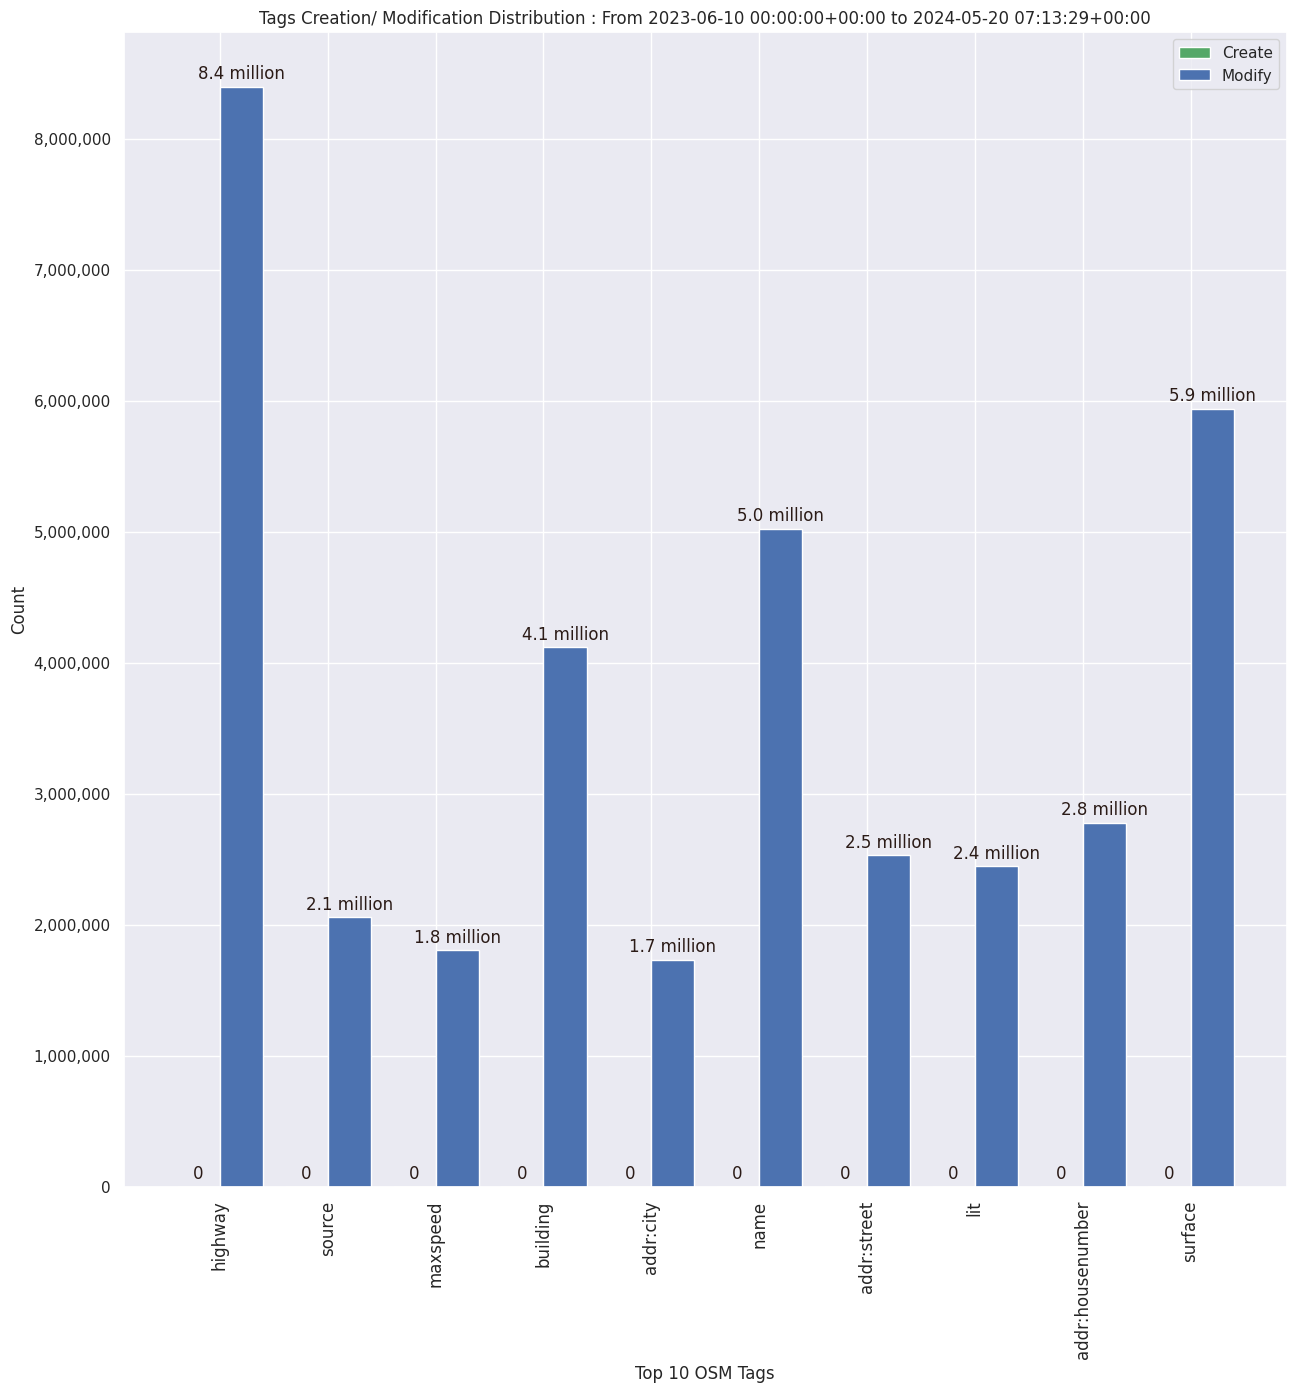 Tags Creation/ Modification Distribution : From 2023-06-10 00:00:00+00:00 to 2024-05-20 07:13:29+00:00
Create
Modify
8.4 million
8,000,000
7,000,000
6,000,000
5.9 million
5,000,000
5.0 million
Count
4.1 million
4,000,000
3,000,000
2.8 million
2.5 million
2.4 million
2.1 million
2,000,000
1.8 million
1.7 million
1,000,000
0
0 0 0 0 0 0 0 0 0 0
highway
source
maxspeed
building
addr:city
name
addr:street
lit
addr:housenumber
surface
Top 10 OSM Tags